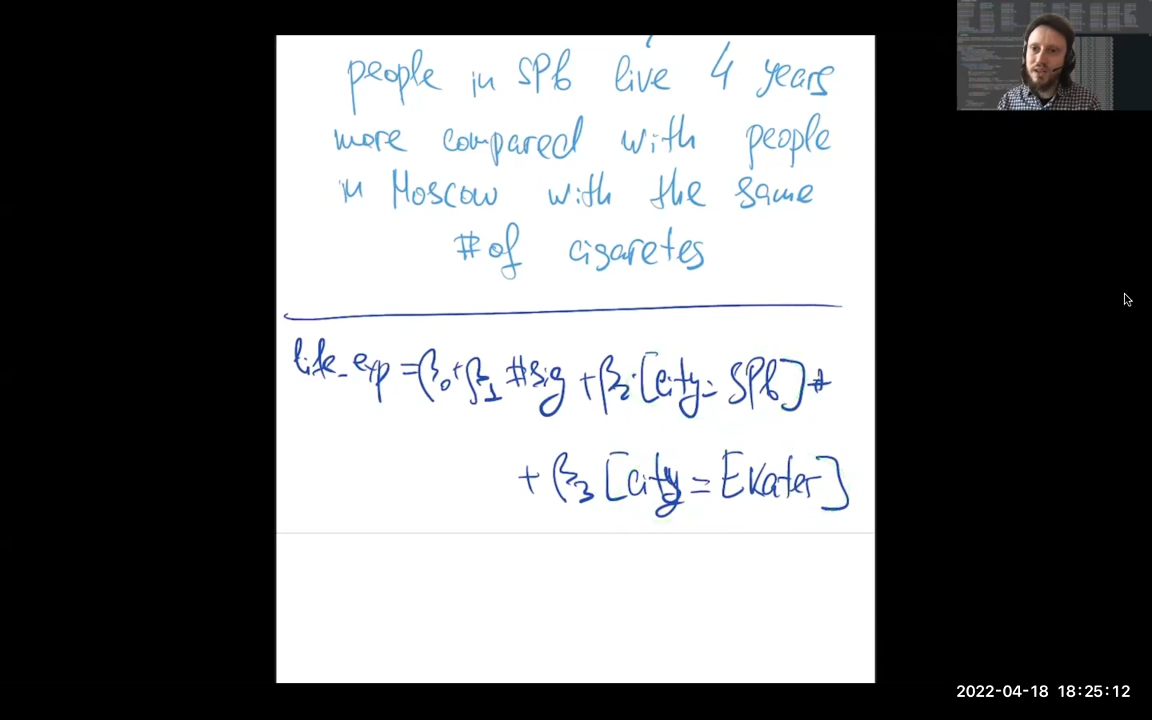 people in SPb live 4 years
more compared with people
in Moscow with the same
# of cigaretes
life_exp = β₀ + β₁ #sig + β₂·[city = SPb] +
+ β₃ [city = Ekater]
2022-04-18 18:25:12